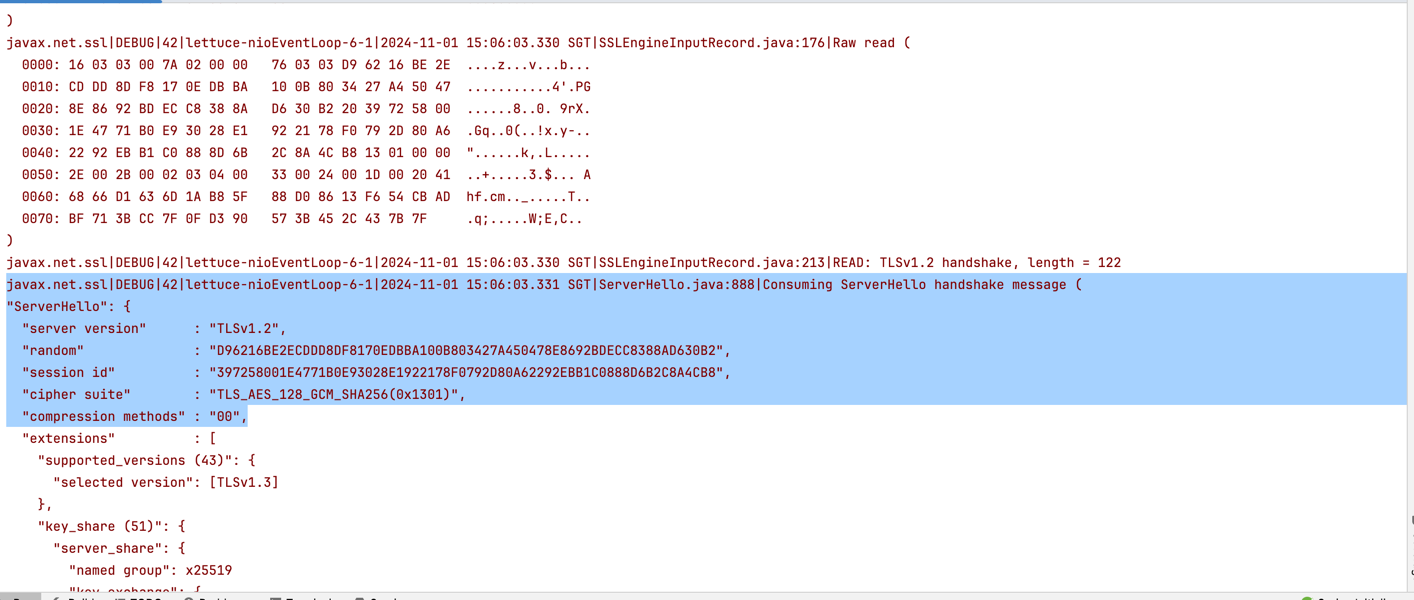 )
javax.net.ssl|DEBUG|42|lettuce-nioEventLoop-6-1|2024-11-01 15:06:03.330 SGT|SSLEngineInputRecord.java:176|Raw read (
  0000: 16 03 03 00 7A 02 00 00   76 03 03 D9 62 16 BE 2E  ....z...v...b...
  0010: CD DD 8D F8 17 0E DB BA   10 0B 80 34 27 A4 50 47  ...........4'.PG
  0020: 8E 86 92 BD EC C8 38 8A   D6 30 B2 20 39 72 58 00  ......8..0. 9rX.
  0030: 1E 47 71 B0 E9 30 28 E1   92 21 78 F0 79 2D 80 A6  .Gq..0(..!x.y-..
  0040: 22 92 EB B1 C0 88 8D 6B   2C 8A 4C B8 13 01 00 00  "......k,.L.....
  0050: 2E 00 2B 00 02 03 04 00   33 00 24 00 1D 00 20 41  ..+.....3.$... A
  0060: 68 66 D1 63 6D 1A B8 5F   88 D0 86 13 F6 54 CB AD  hf.cm.._.....T..
  0070: BF 71 3B CC 7F 0F D3 90   57 3B 45 2C 43 7B 7F     .q;.....W;E,C..
)
javax.net.ssl|DEBUG|42|lettuce-nioEventLoop-6-1|2024-11-01 15:06:03.330 SGT|SSLEngineInputRecord.java:213|READ: TLSv1.2 handshake, length = 122
javax.net.ssl|DEBUG|42|lettuce-nioEventLoop-6-1|2024-11-01 15:06:03.331 SGT|ServerHello.java:888|Consuming ServerHello handshake message (
"ServerHello": {
  "server version"      : "TLSv1.2",
  "random"              : "D96216BE2ECDDD8DF8170EDBBA100B803427A450478E8692BDECC8388AD630B2",
  "session id"          : "397258001E4771B0E93028E1922178F0792D80A62292EBB1C0888D6B2C8A4CB8",
  "cipher suite"        : "TLS_AES_128_GCM_SHA256(0x1301)",
  "compression methods" : "00",
  "extensions"          : [
    "supported_versions (43)": {
      "selected version": [TLSv1.3]
    },
    "key_share (51)": {
      "server_share": {
        "named group": x25519